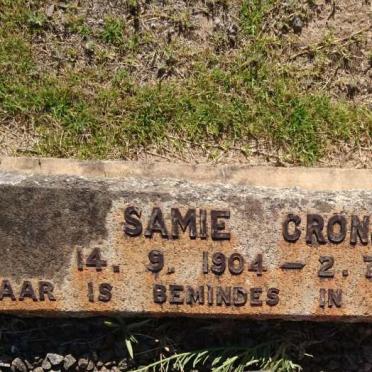 SAMIE CRON
14. 9. 1904 — 2.
AAR IS BEMINDES IN